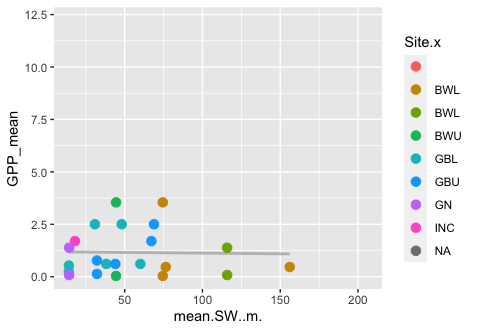 12.5
10.0
7.5
5.0
2.5
0.0
GPP_mean
50
100
150
200
mean.SW..m.
Site.x
BWL
BWL
BWU
GBL
GBU
GN
INC
NA